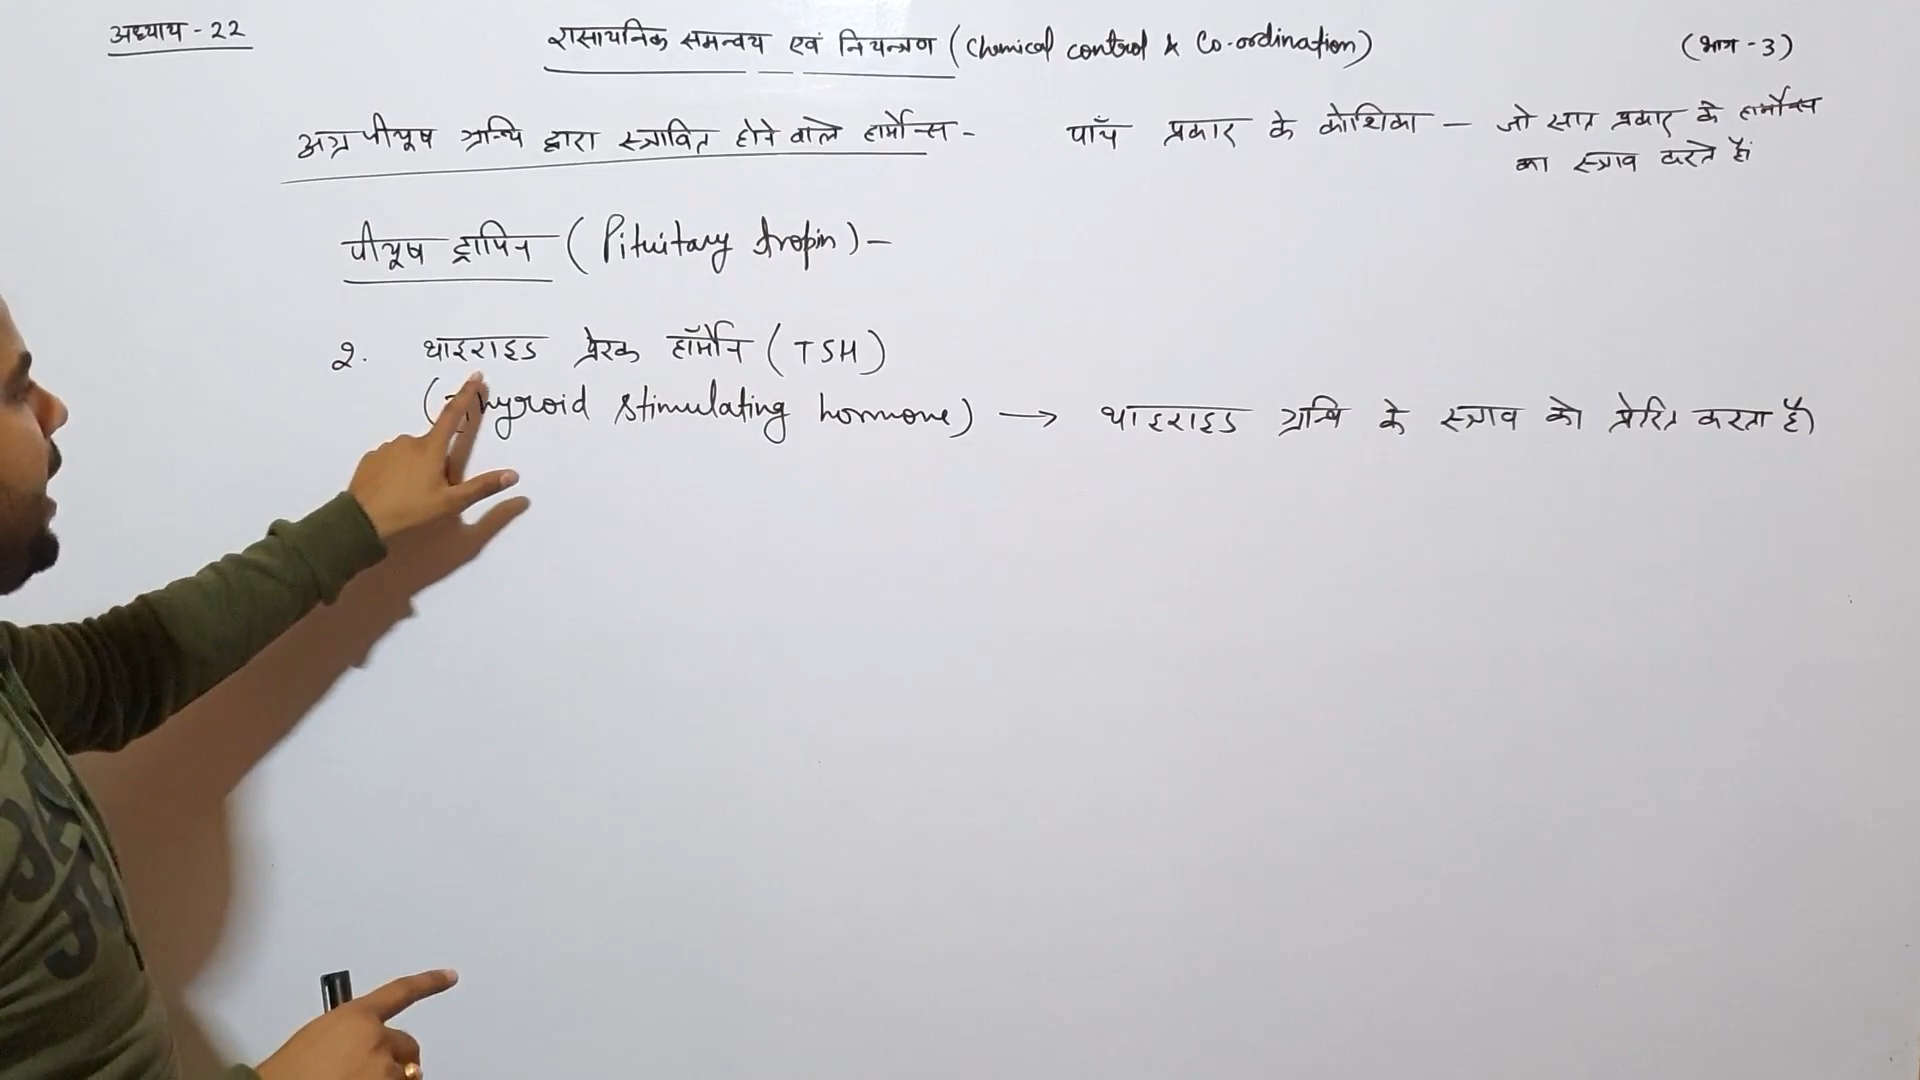 अध्याय - 22
रासायनिक समन्वय एवं नियन्त्रण (Chemical control & Co-ordination)
(भाग - 3)
अग्र पीयूष ग्रन्थि द्वारा स्त्रावित होने वाले हार्मोन्स -
पाँच प्रकार के कोशिका — जो सात प्रकार के हार्मोन्स
का स्त्राव करते हैं।
पीयूष ट्रापिन (Pituitary tropin) -
2. थाइराइड प्रेरक हॉर्मोन (TSH)
(Thyroid stimulating hormone) → थाइराइड ग्रन्थि के स्त्राव को प्रेरित करता है)